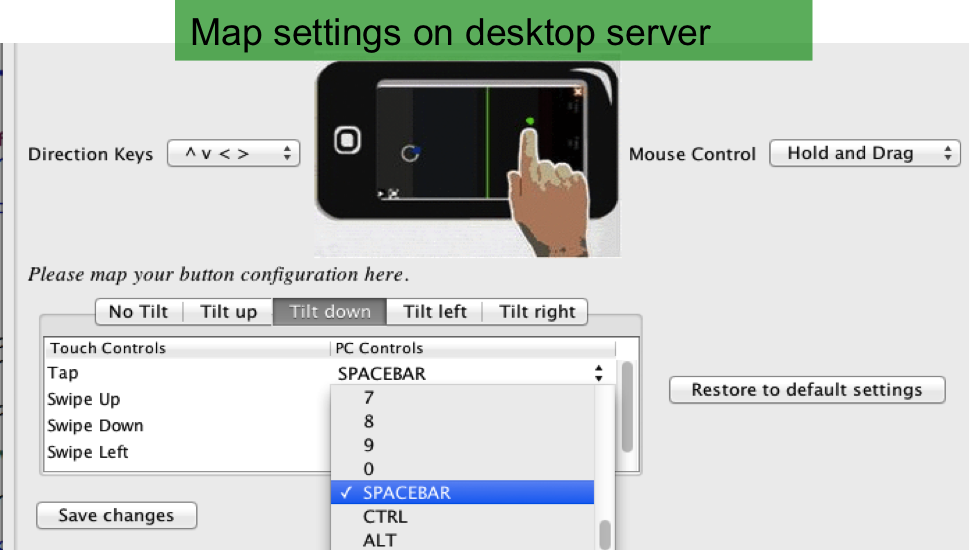 Map settings on desktop server
Direction Keys
^ v < >
Mouse Control
Hold and Drag
Please map your button configuration here.
No Tilt
Tilt up
Tilt down
Tilt left
Tilt right
Touch Controls
PC Controls
Tap
SPACEBAR
Swipe Up
Swipe Down
Swipe Left
7
8
9
0
✓ SPACEBAR
CTRL
ALT
Restore to default settings
Save changes